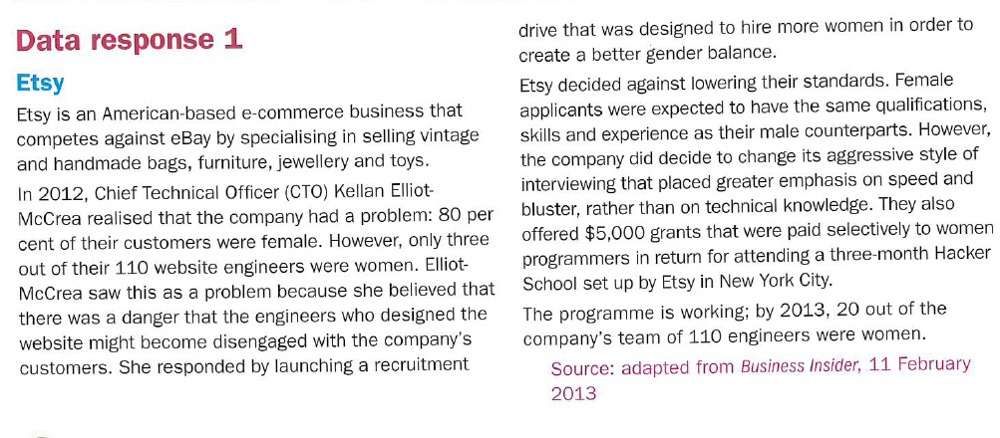 Data response 1
Etsy
Etsy is an American-based e-commerce business that
competes against eBay by specialising in selling vintage
and handmade bags, furniture, jewellery and toys.
In 2012, Chief Technical Officer (CTO) Kellan Elliot-
McCrea realised that the company had a problem: 80 per
cent of their customers were female. However, only three
out of their 110 website engineers were women. Elliot-
McCrea saw this as a problem because she believed that
there was a danger that the engineers who designed the
website might become disengaged with the company's
customers. She responded by launching a recruitment
drive that was designed to hire more women in order to
create a better gender balance.
Etsy decided against lowering their standards. Female
applicants were expected to have the same qualifications,
skills and experience as their male counterparts. However,
the company did decide to change its aggressive style of
interviewing that placed greater emphasis on speed and
bluster, rather than on technical knowledge. They also
offered $5,000 grants that were paid selectively to women
programmers in return for attending a three-month Hacker
School set up by Etsy in New York City.
The programme is working; by 2013, 20 out of the
company's team of 110 engineers were women.
Source: adapted from Business Insider, 11 February
2013